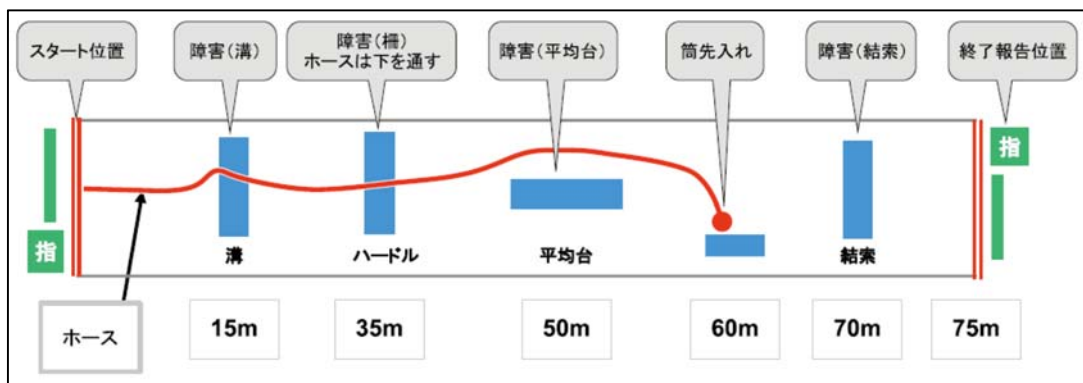 スタート位置
障害(溝)
障害(柵)
ホースは下を通す
障害(平均台)
筒先入れ
障害(結索)
終了報告位置
指
指
溝
ハードル
平均台
結索
ホース
15m
35m
50m
60m
70m
75m